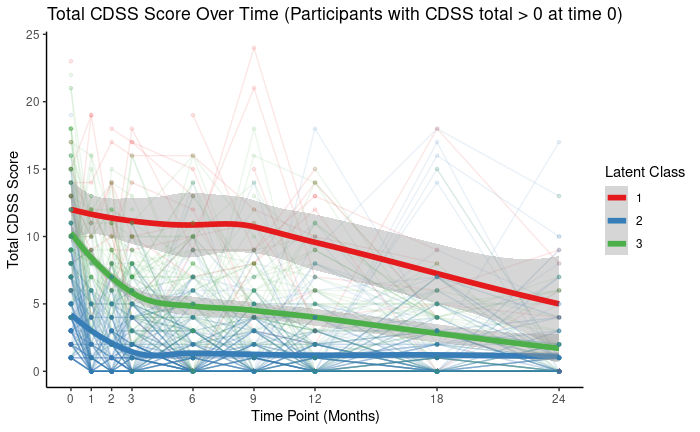 Total CDSS Score Over Time (Participants with CDSS total > 0 at time 0)
25
20
15
10
5
0
Total CDSS Score
0 1 2 3 6 9 12 18 24
Time Point (Months)
Latent Class
1
2
3